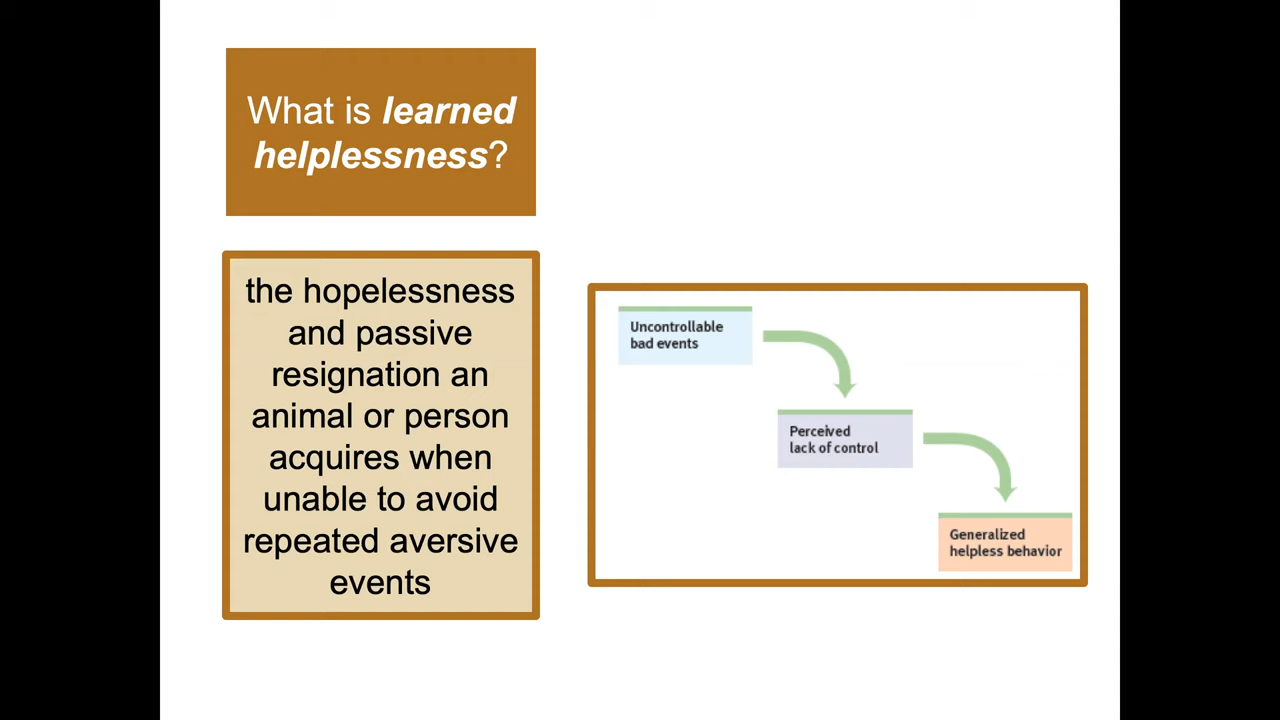 What is learned
helplessness?
the hopelessness
and passive
resignation an
animal or person
acquires when
unable to avoid
repeated aversive
events
Uncontrollable
bad events
Perceived
lack of control
Generalized
helpless behavior